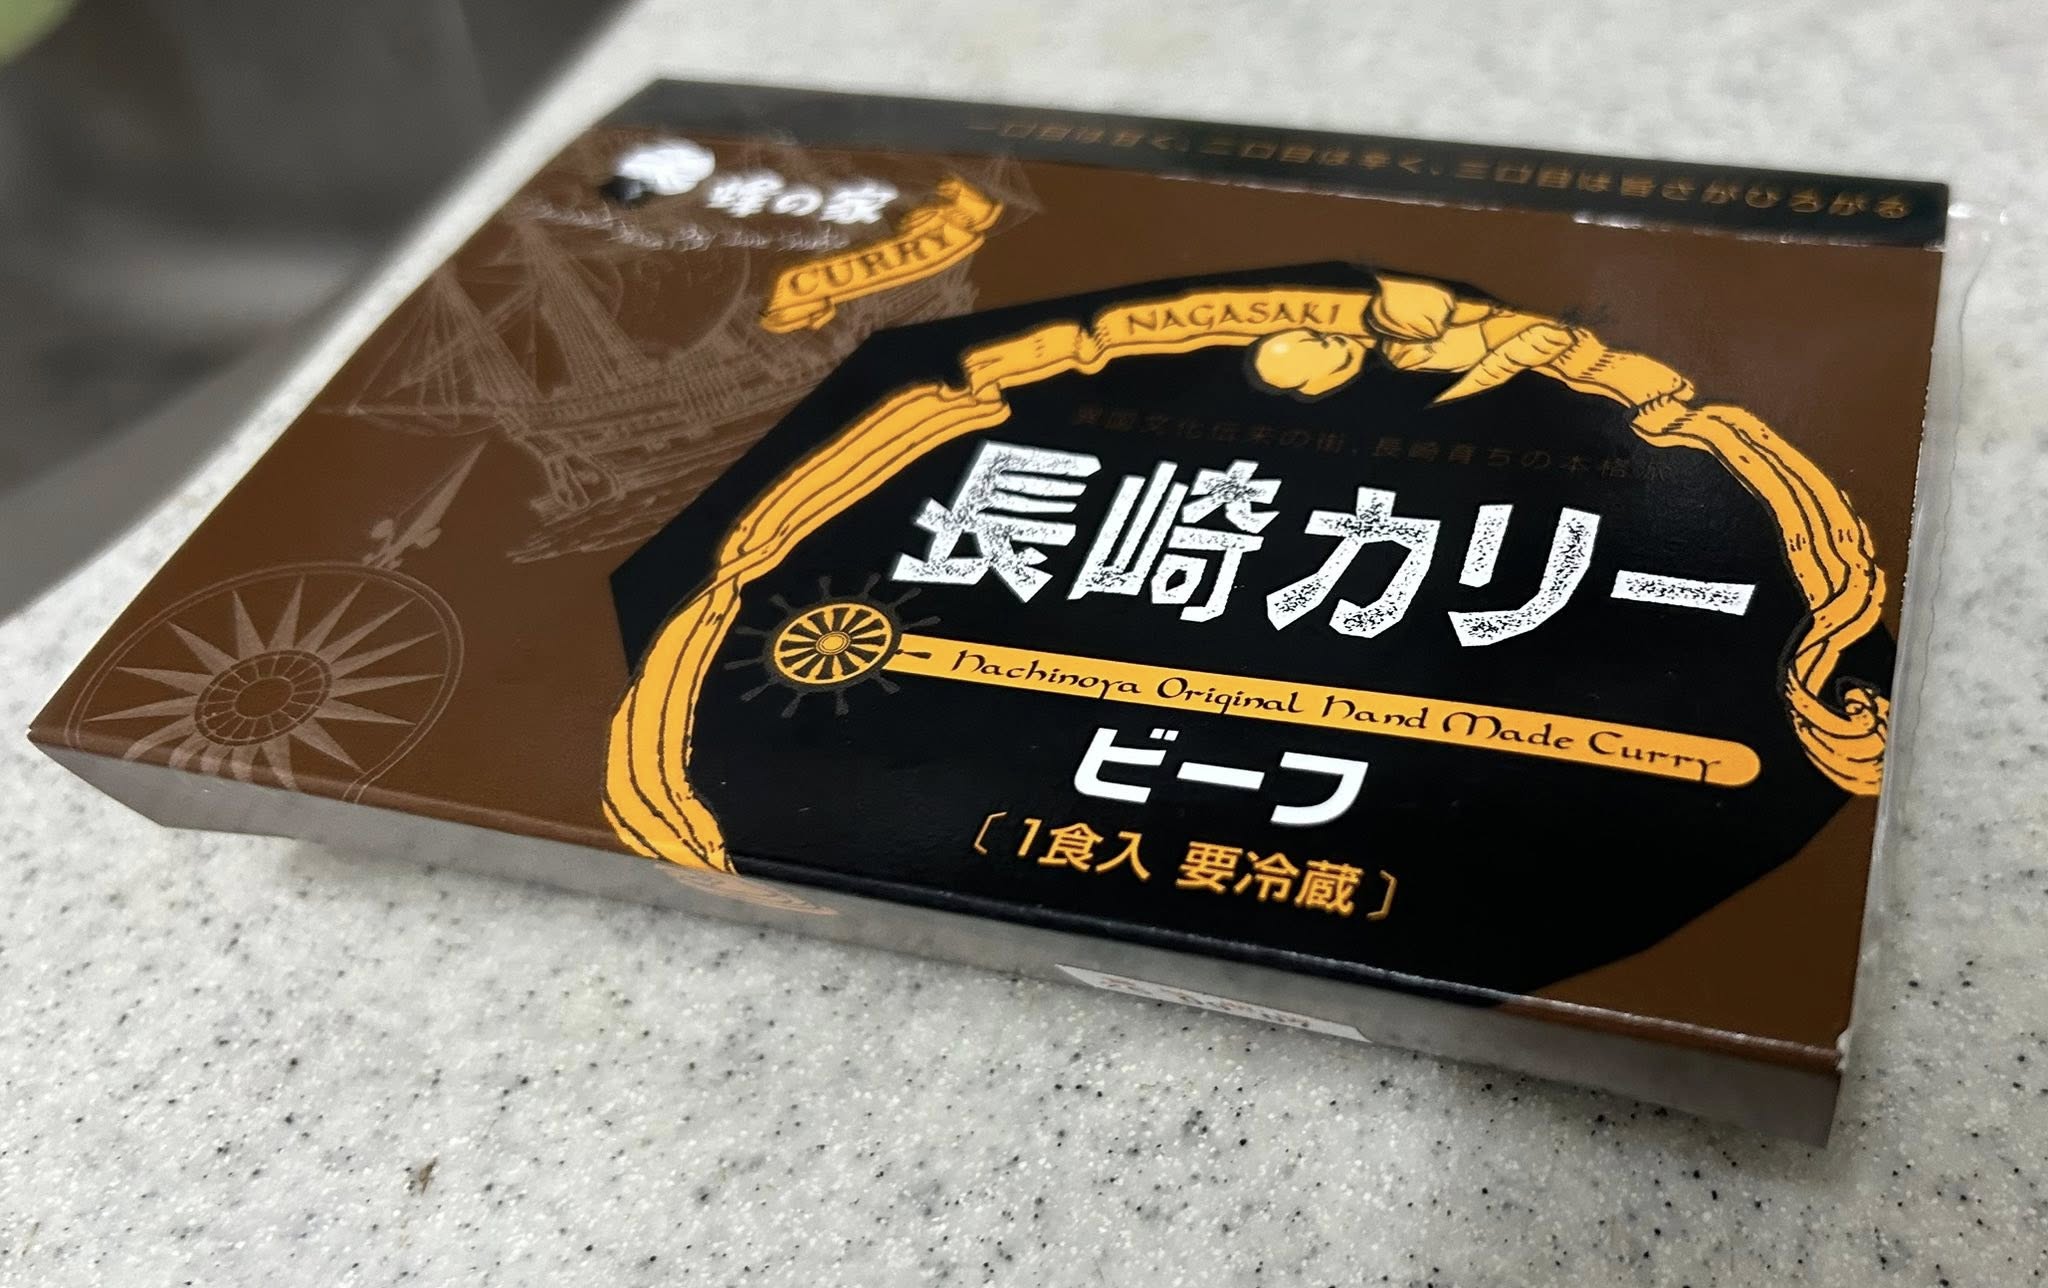 一口目は甘く、二口目は辛く、三口目は旨さがひろがる
蜂の家
CURRY
NAGASAKI
異国文化伝来の街、長崎育ちの本格派
長崎カリー
Hachinoya Original Hand Made Curry
ビーフ
〔1食入 要冷蔵〕